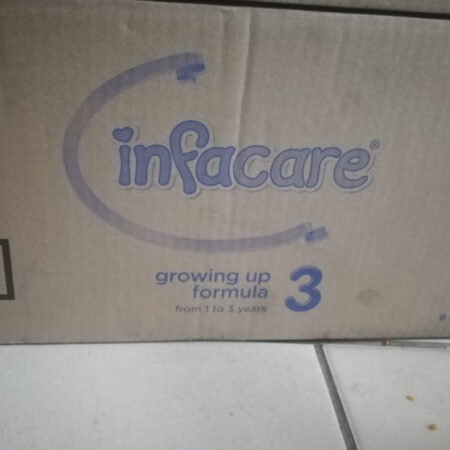 infacare®
growing up
formula
3
from 1 to 3 years